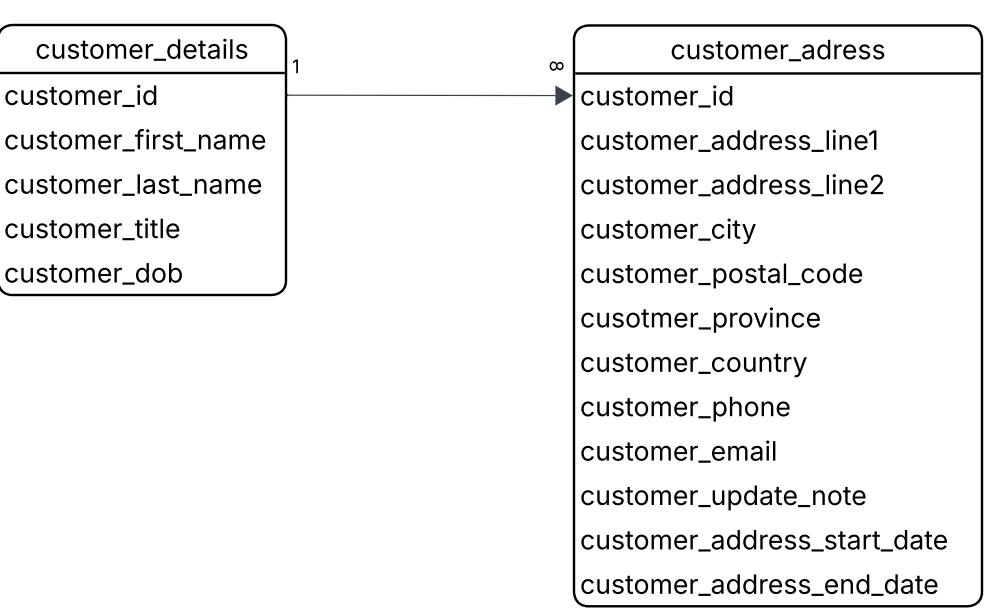 customer_details
customer_id
customer_first_name
customer_last_name
customer_title
customer_dob
1
∞
customer_adress
customer_id
customer_address_line1
customer_address_line2
customer_city
customer_postal_code
cusotmer_province
customer_country
customer_phone
customer_email
customer_update_note
customer_address_start_date
customer_address_end_date